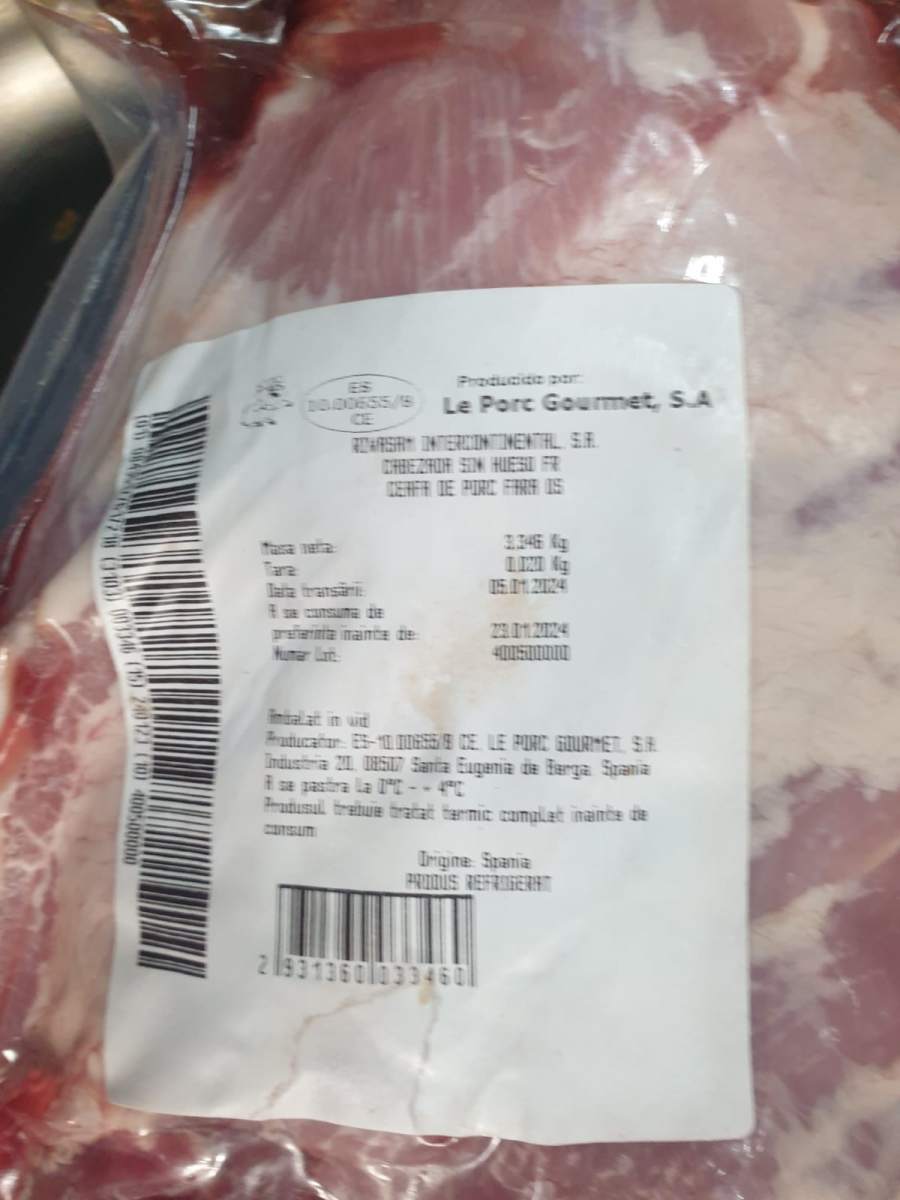 ES
10.00655/B
CE
Producido por:
Le Porc Gourmet, S.A
INTERCONTINENTAL S.A.
CABEZADA SIN HUESO FR
CEAFA DE PORC FARA OS
Masa neta: 3,346 Kg
Tara: 0,020 Kg
Data transării: 05.01.2024
A se consuma de
preferinta inainte de: 23.01.2024
Numar Lot: 400500000
Ambalat in vid
Producator: ES-10.00655/B CE. LE PORC GOURMET, S.A.
Industria 20, 08507 Santa Eugenia de Berga. Spania
A se pastra la 0°C - + 4°C
Produsul trebuie tratat termic complet inainte de
consum
Origine: Spania
PRODUS REFRIGERAT
2 931360 033460